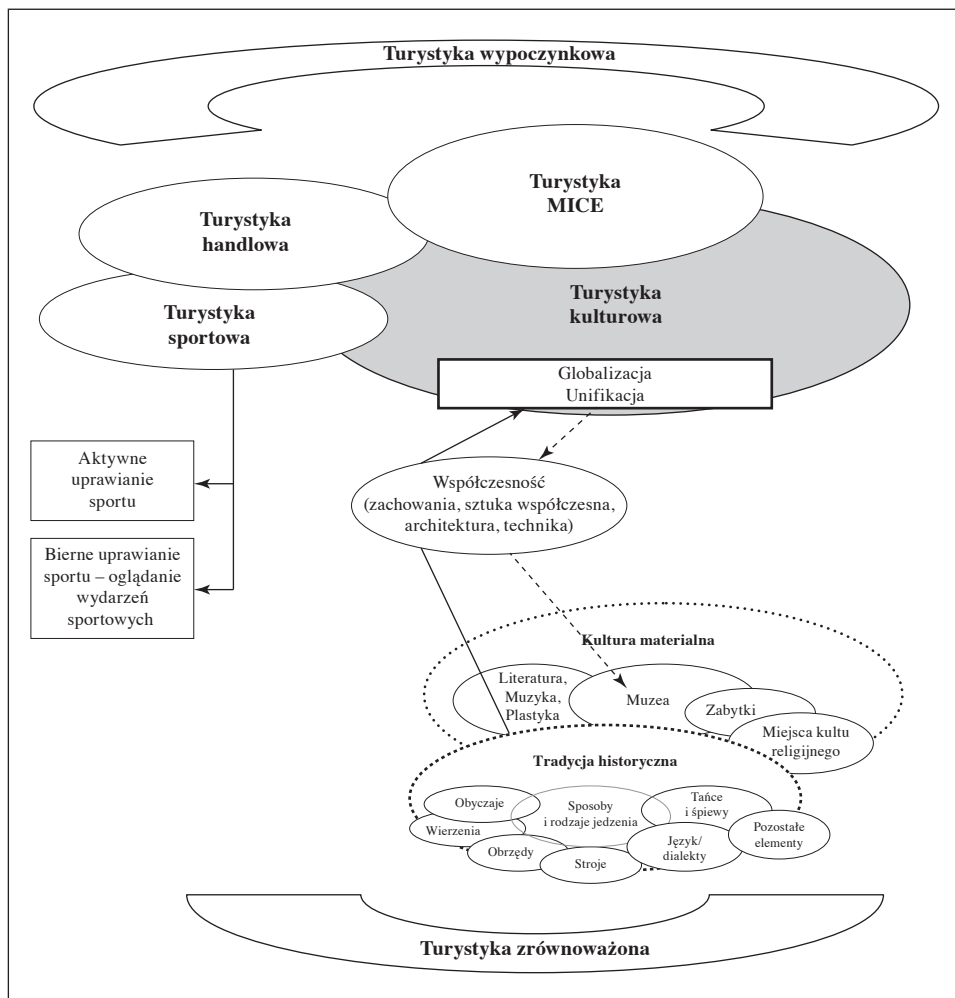 Turystyka wypoczynkowa
Turystyka
MICE
Turystyka
handlowa
Turystyka
kulturowa
Turystyka
sportowa
Globalizacja
Unifikacja
Aktywne
uprawianie
sportu
Współczesność
(zachowania, sztuka współczesna,
architektura, technika)
Bierne uprawianie
sportu – oglądanie
wydarzeń
sportowych
Kultura materialna
Literatura,
Muzyka,
Plastyka
Muzea
Zabytki
Miejsca kultu
religijnego
Tradycja historyczna
Obyczaje
Sposoby
i rodzaje jedzenia
Tańce
i śpiewy
Wierzenia
Pozostałe
elementy
Obrzędy
Stroje
Język/
dialekty
Turystyka zrównoważona